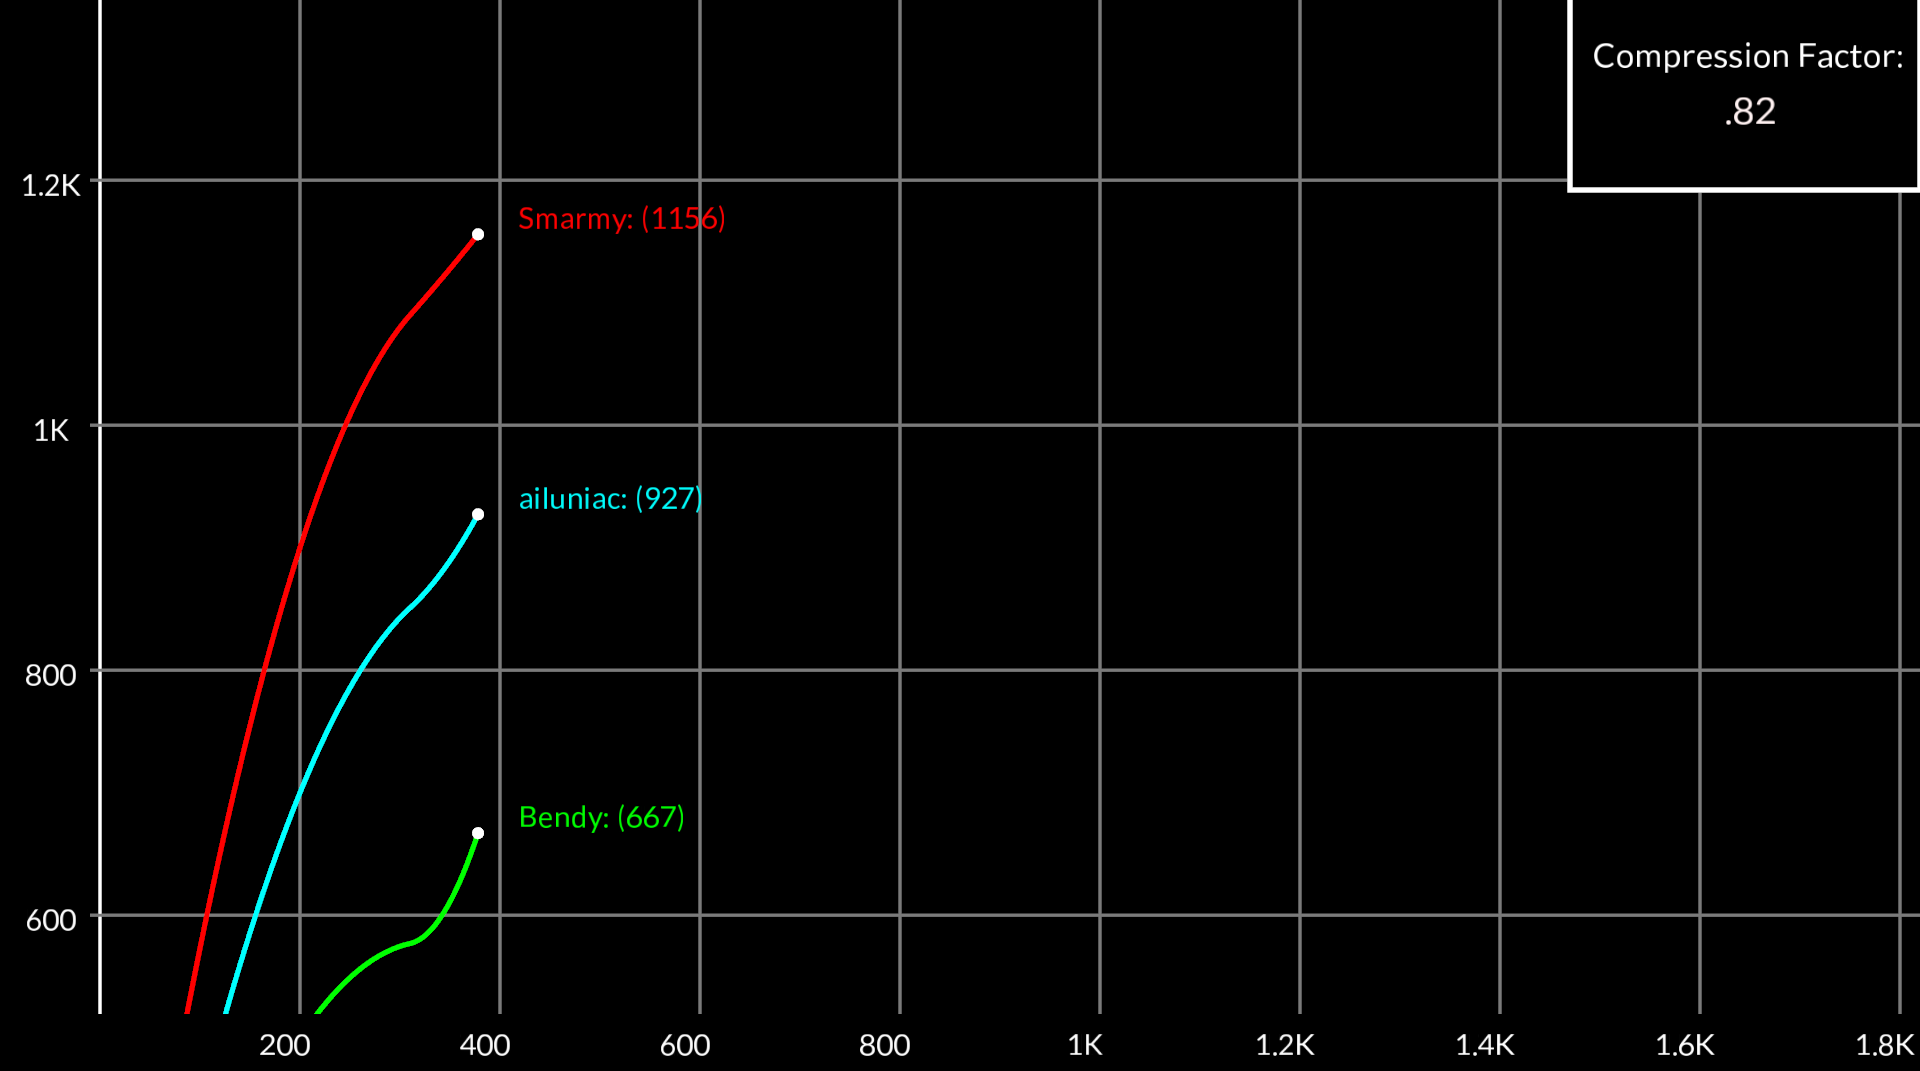 Compression Factor:
.82
1.2K
Smarmy: (1156)
1K
ailuniac: (927)
800
Bendy: (667)
600
200 400 600 800 1K 1.2K 1.4K 1.6K 1.8K